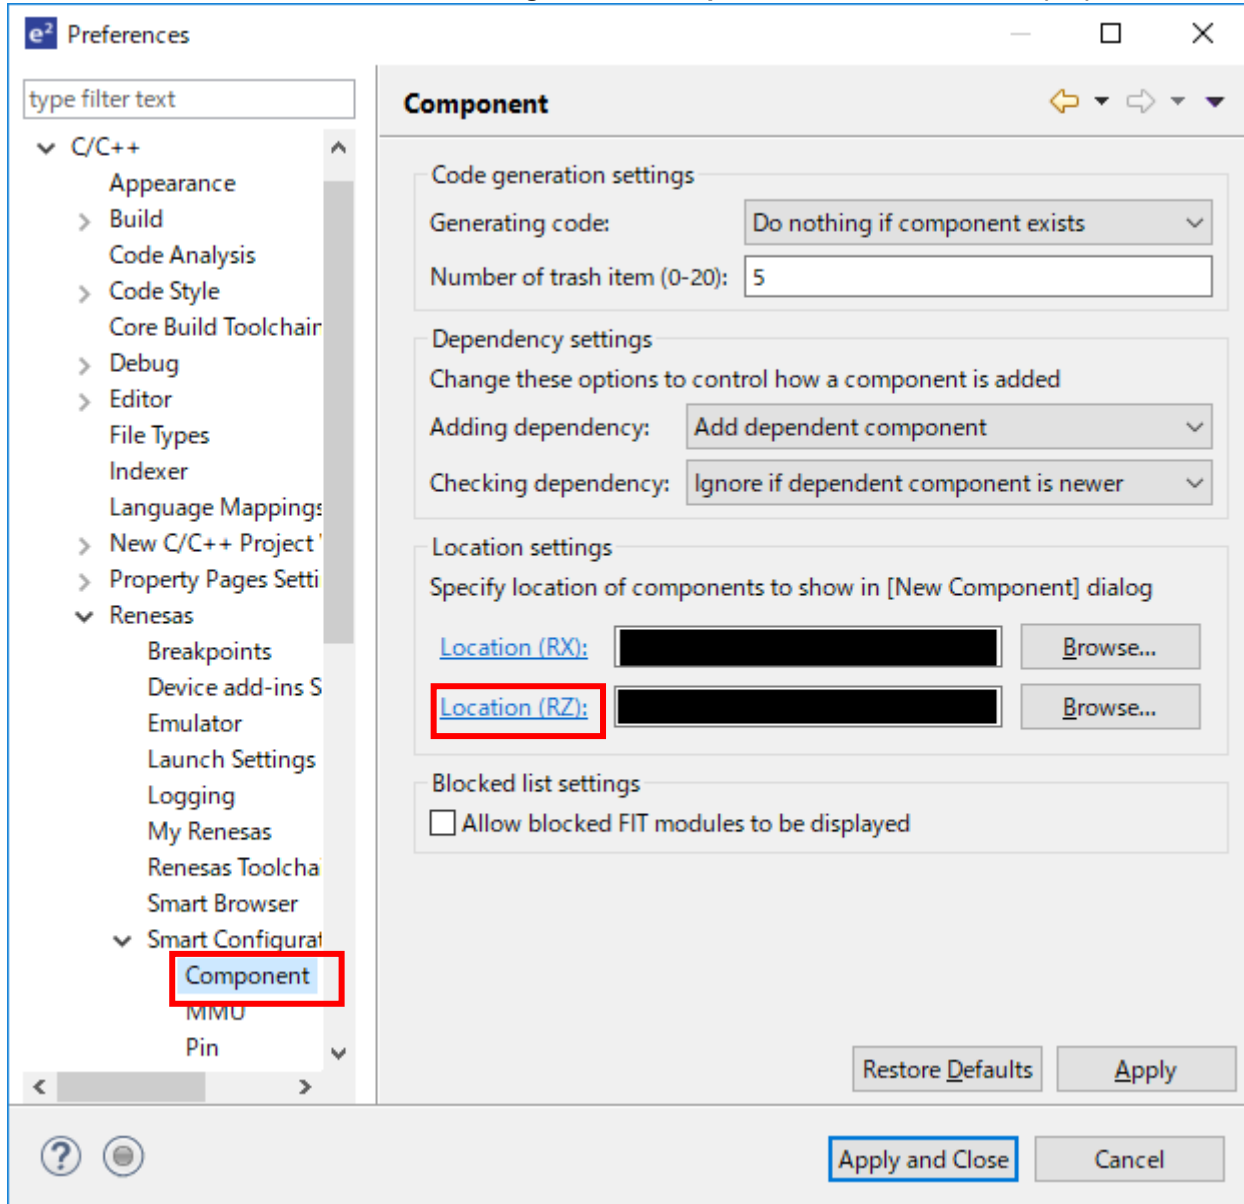 e² Preferences
type filter text
C/C++
Appearance
Build
Code Analysis
Code Style
Core Build Toolchair
Debug
Editor
File Types
Indexer
Language Mappings
New C/C++ Project
Property Pages Setti
Renesas
Breakpoints
Device add-ins S
Emulator
Launch Settings
Logging
My Renesas
Renesas Toolcha
Smart Browser
Smart Configurat
Component
MMU
Pin
Component
Code generation settings
Generating code: Do nothing if component exists
Number of trash item (0-20): 5
Dependency settings
Change these options to control how a component is added
Adding dependency: Add dependent component
Checking dependency: Ignore if dependent component is newer
Location settings
Specify location of components to show in [New Component] dialog
Location (RX): Browse...
Location (RZ): Browse...
Blocked list settings
Allow blocked FIT modules to be displayed
Restore Defaults Apply
? Apply and Close Cancel